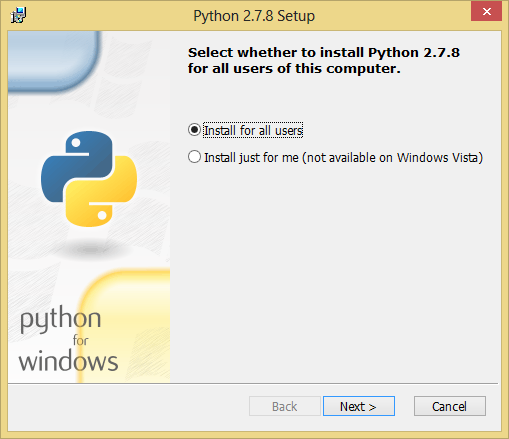 Python 2.7.8 Setup
Select whether to install Python 2.7.8
for all users of this computer.
Install for all users
Install just for me (not available on Windows Vista)
python
for
windows
Back
Next >
Cancel